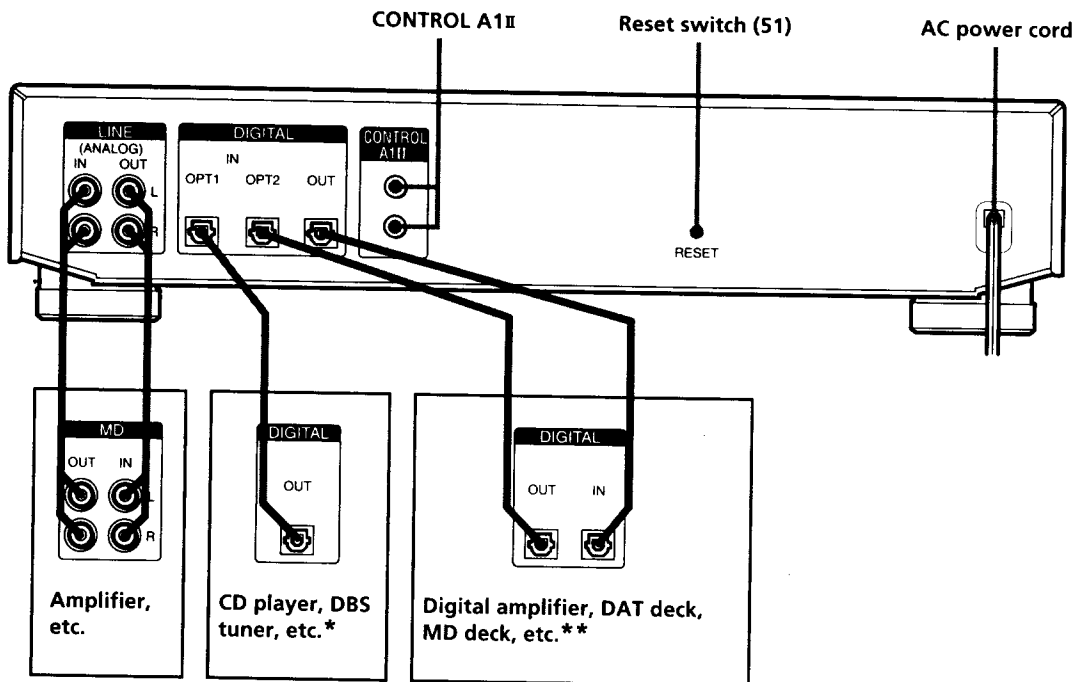 CONTROL A1II
Reset switch (51)
AC power cord
LINE
(ANALOG)
IN OUT
L
R
DIGITAL
IN
OPT1 OPT2 OUT
CONTROL
A1II
RESET
MD
OUT IN
L
R
Amplifier,
etc.
DIGITAL
OUT
CD player, DBS
tuner, etc.*
DIGITAL
OUT IN
Digital amplifier, DAT deck,
MD deck, etc.**